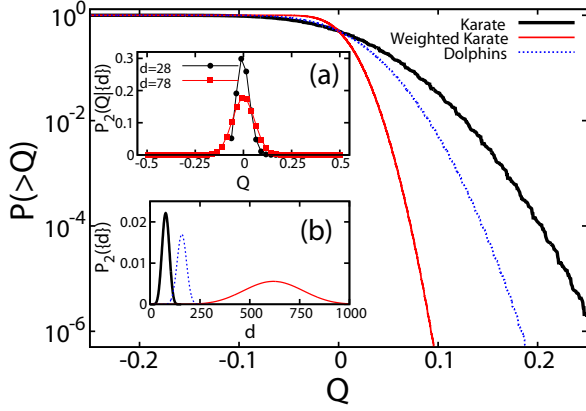 10^0
10^-2
10^-4
10^-6
P(>Q)
-0.2
-0.1
0
0.1
0.2
Q
Karate
Weighted Karate
Dolphins
(a)
d=28
d=78
P_2(Q|{d})
0.3
0.2
0.1
0
-0.5
-0.25
0
0.25
0.5
Q
(b)
P_2({d})
0.02
0.01
0
0
250
500
750
1000
d